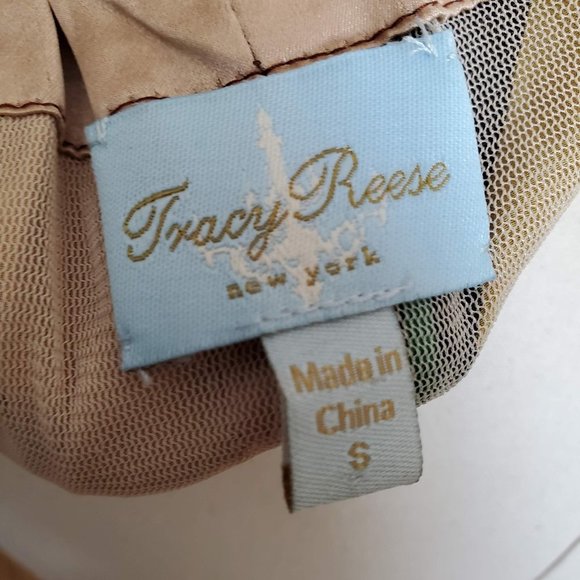 Tracy Reese
new york
Made in
China
S